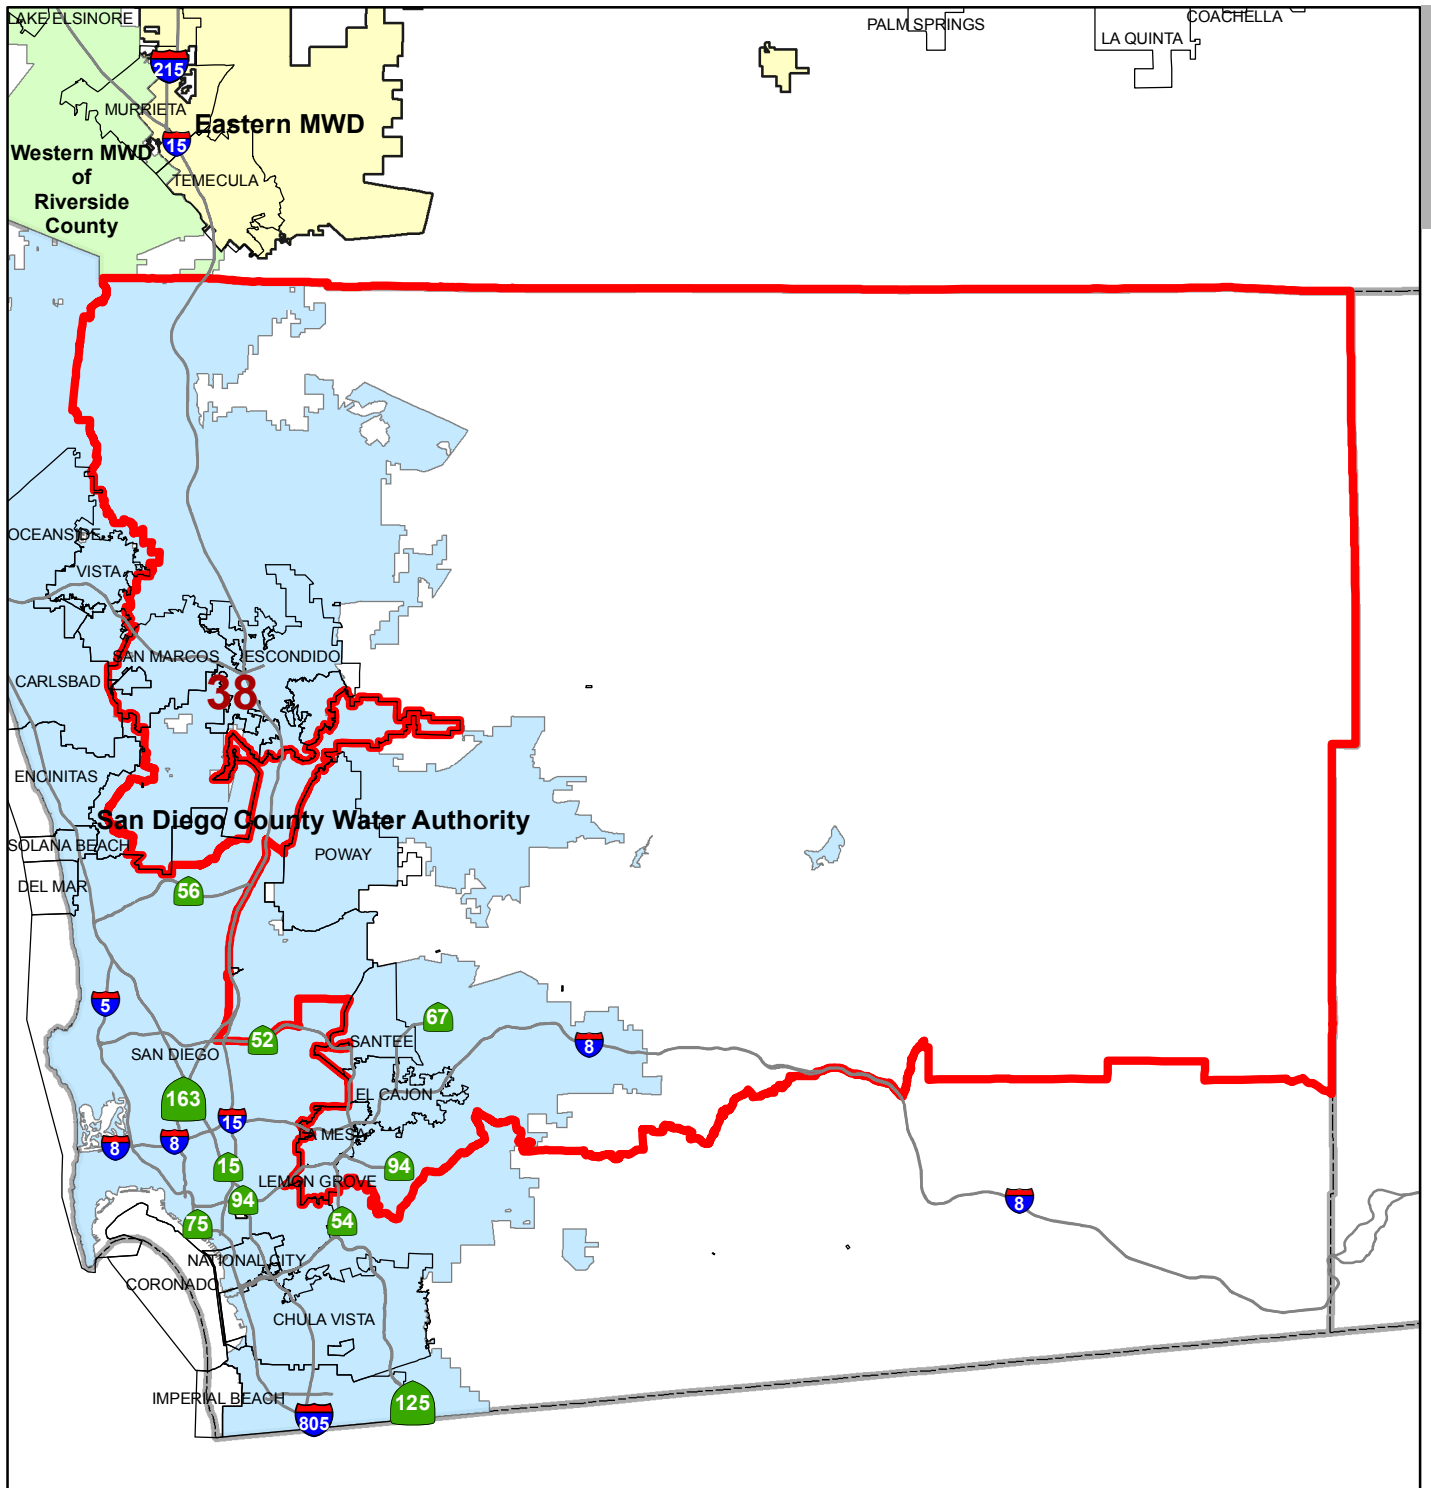 LAKE ELSINORE
PALM SPRINGS
COACHELLA
LA QUINTA
215
MURRIETA
Eastern MWD
15
Western MWD
of
Riverside
County
TEMECULA
OCEANSIDE
VISTA
SAN MARCOS
ESCONDIDO
CARLSBAD
38
ENCINITAS
San Diego County Water Authority
SOLANA BEACH
POWAY
DEL MAR
56
5
67
52
SANTEE
8
SAN DIEGO
163
EL CAJON
15
8
8
LA MESA
15
94
LEMON GROVE
94
75
54
8
NATIONAL CITY
CORONADO
CHULA VISTA
IMPERIAL BEACH
125
805